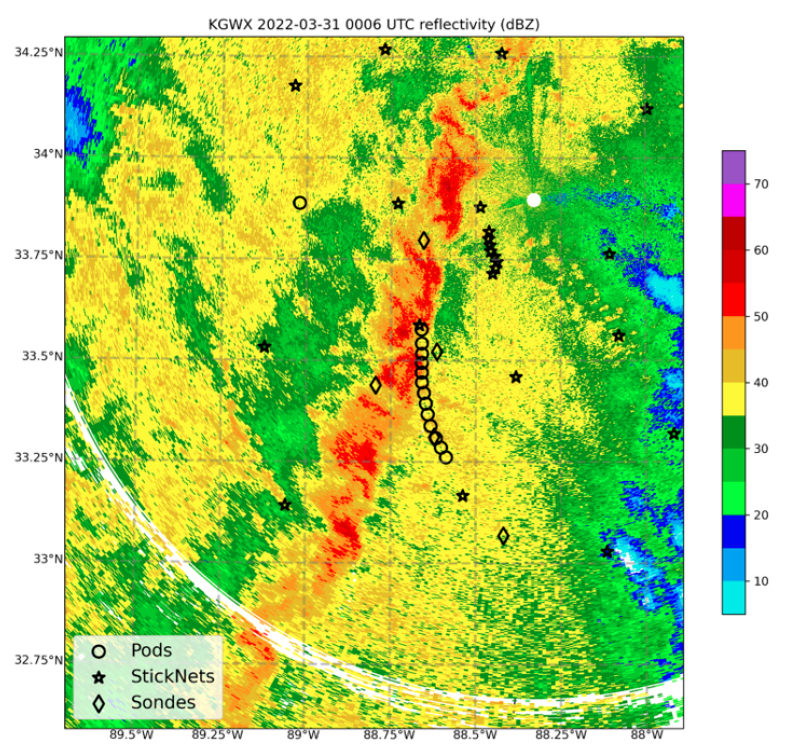 KGWX 2022-03-31 0006 UTC reflectivity (dBZ)
34.25°N
34°N
33.75°N
33.5°N
33.25°N
33°N
32.75°N
89.5°W 89.25°W 89°W 88.75°W 88.5°W 88.25°W 88°W
Pods
StickNets
Sondes
70
60
50
40
30
20
10